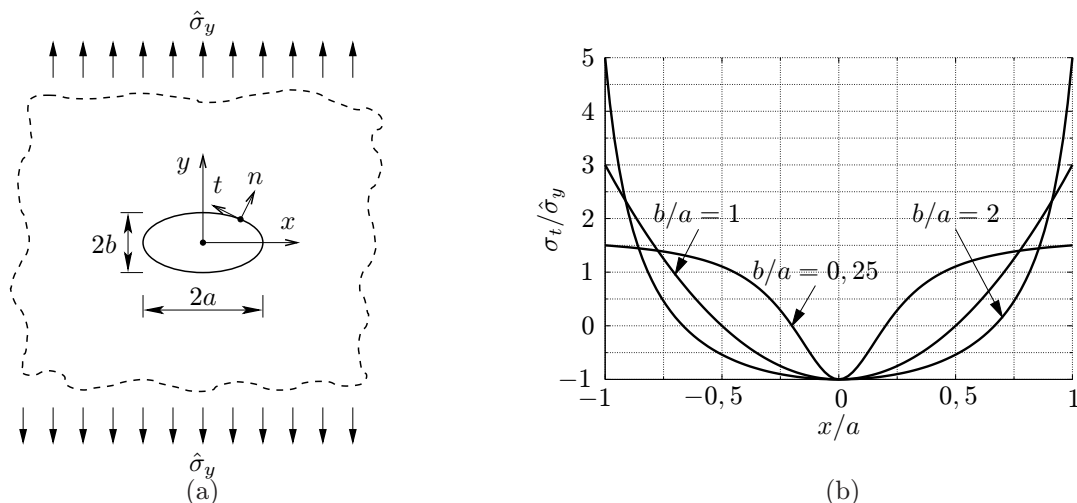 σ̂_y
y
n
t
x
2b
2a
σ̂_y
(a)
σ_t/σ̂_y
5
4
3
2
1
0
−1
b/a = 1
b/a = 2
b/a = 0, 25
−1
−0, 5
0
0, 5
1
x/a
(b)